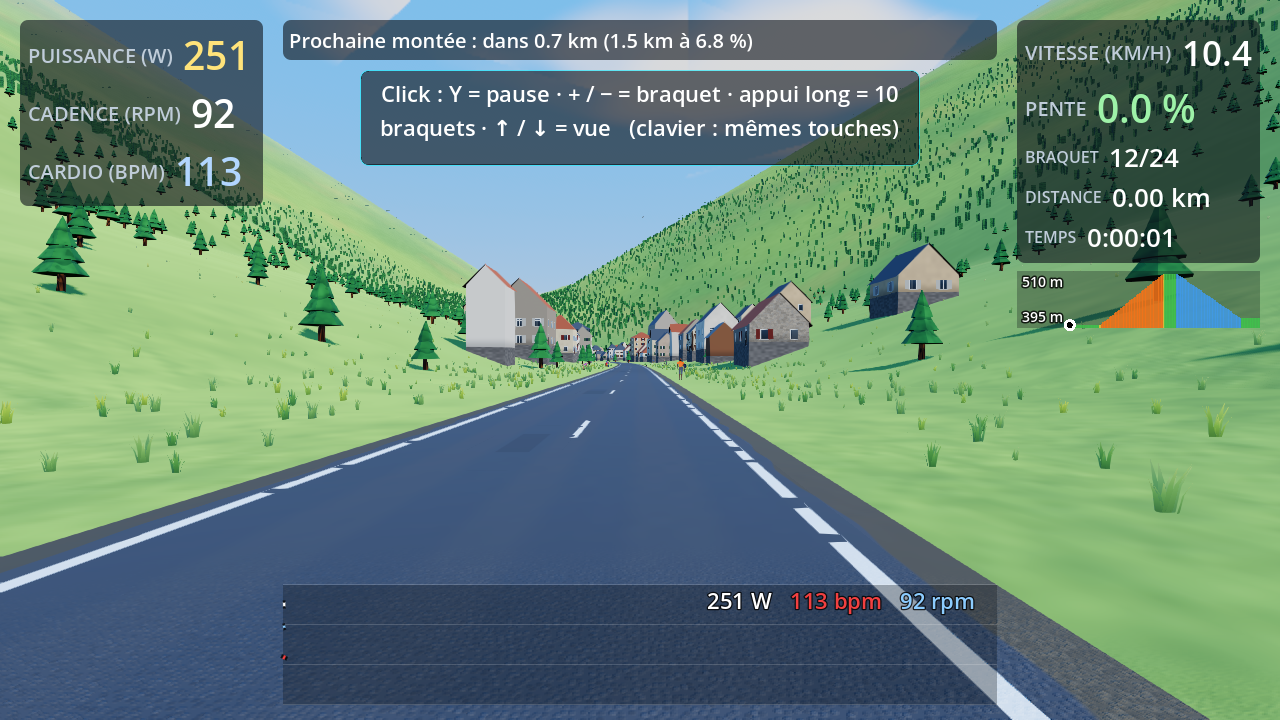 PUISSANCE (W) 251
CADENCE (RPM) 92
CARDIO (BPM) 113
Prochaine montée : dans 0.7 km (1.5 km à 6.8 %)
Click : Y = pause · + / − = braquet · appui long = 10
braquets · ↑ / ↓ = vue (clavier : mêmes touches)
VITESSE (KM/H) 10.4
PENTE 0.0 %
BRAQUET 12/24
DISTANCE 0.00 km
TEMPS 0:00:01
510 m
395 m
251 W 113 bpm 92 rpm